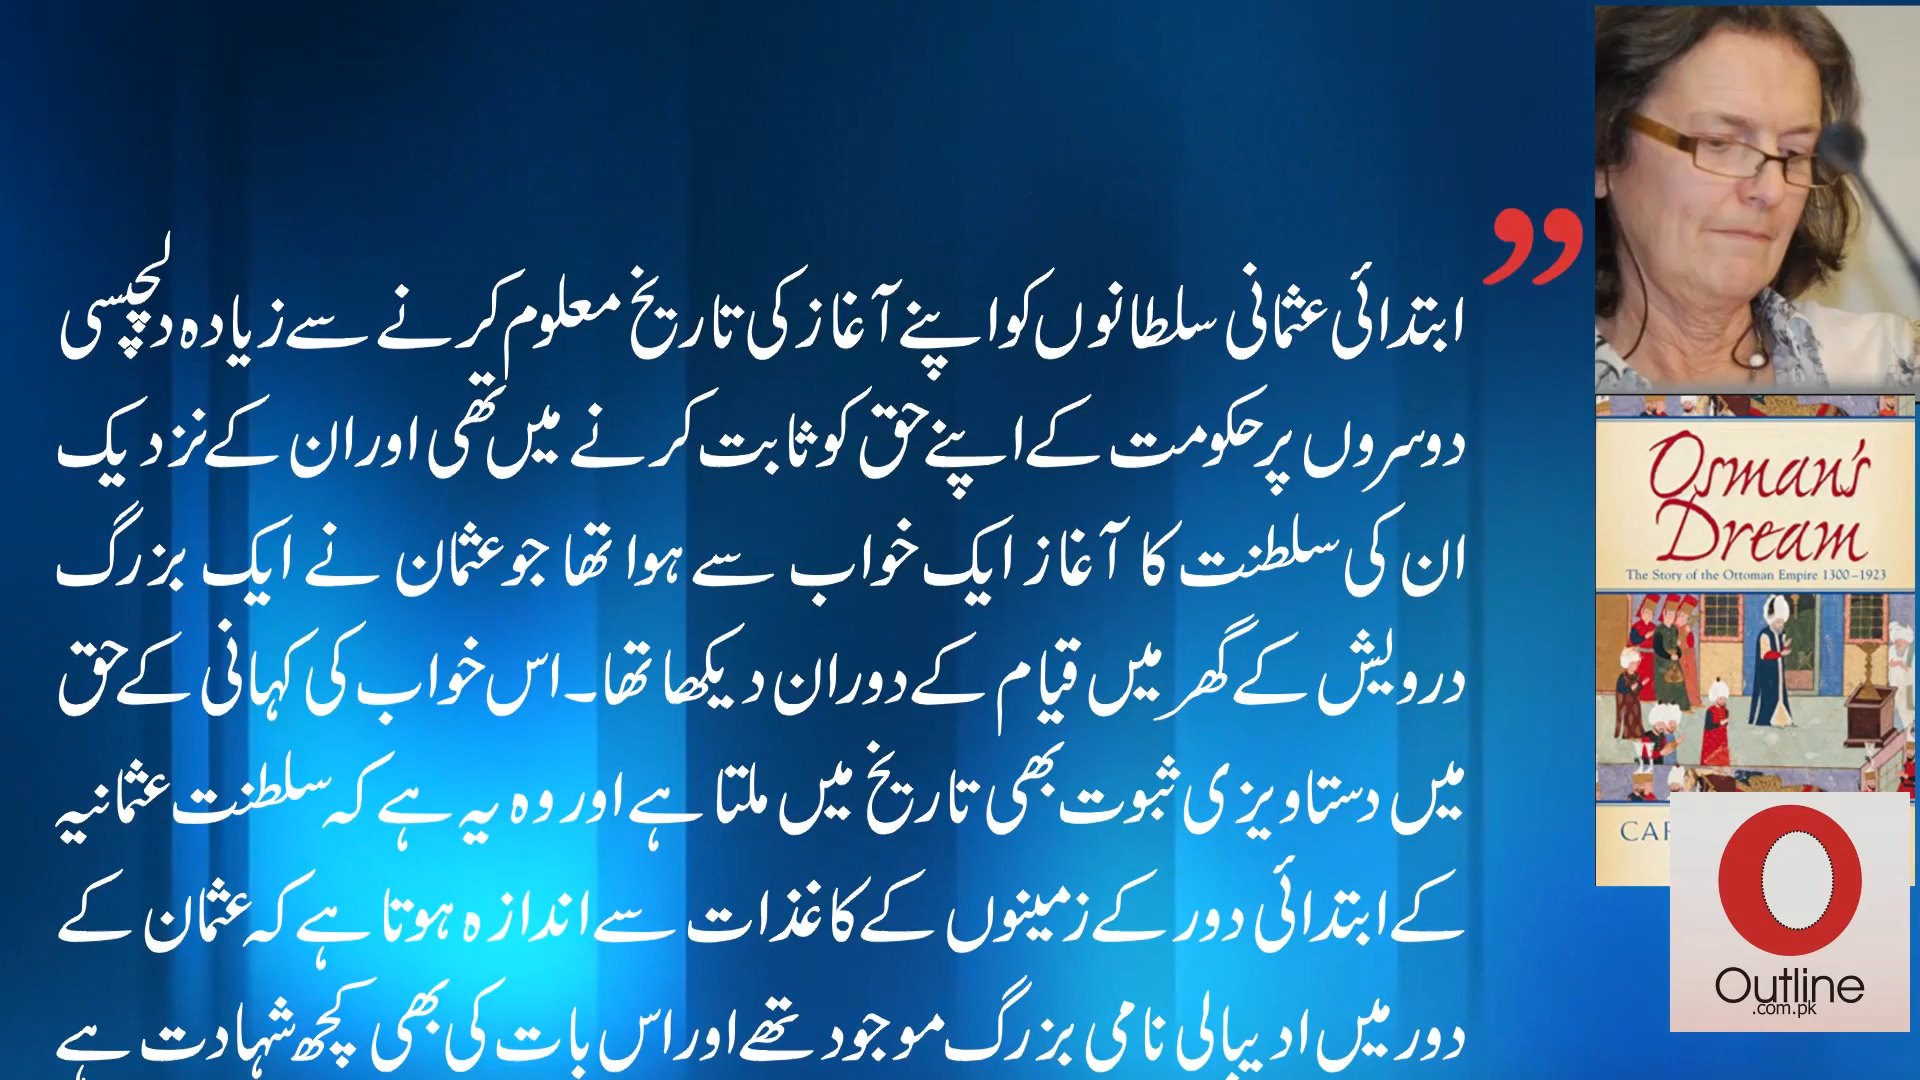 ”
ابتدائی عثمانی سلطانوں کو اپنے آغاز کی تاریخ معلوم کرنے سے زیادہ دلچسپی
دوسروں پر حکومت کے اپنے حق کو ثابت کرنے میں تھی اور ان کے نزدیک
ان کی سلطنت کا آغاز ایک خواب سے ہوا تھا جو عثمان نے ایک بزرگ
درویش کے گھر میں قیام کے دوران دیکھا تھا۔ اس خواب کی کہانی کے حق
میں دستاویزی ثبوت بھی تاریخ میں ملتا ہے اور وہ یہ ہے کہ سلطنت عثمانیہ
کے ابتدائی دور کے زمینوں کے کاغذات سے اندازہ ہوتا ہے کہ عثمان کے
دور میں ادیبالی نامی بزرگ موجود تھے اور اس بات کی بھی کچھ شہادت ہے
Osman's
Dream
The Story of the Ottoman Empire 1300–1923
CAR
Outline
.com.pk